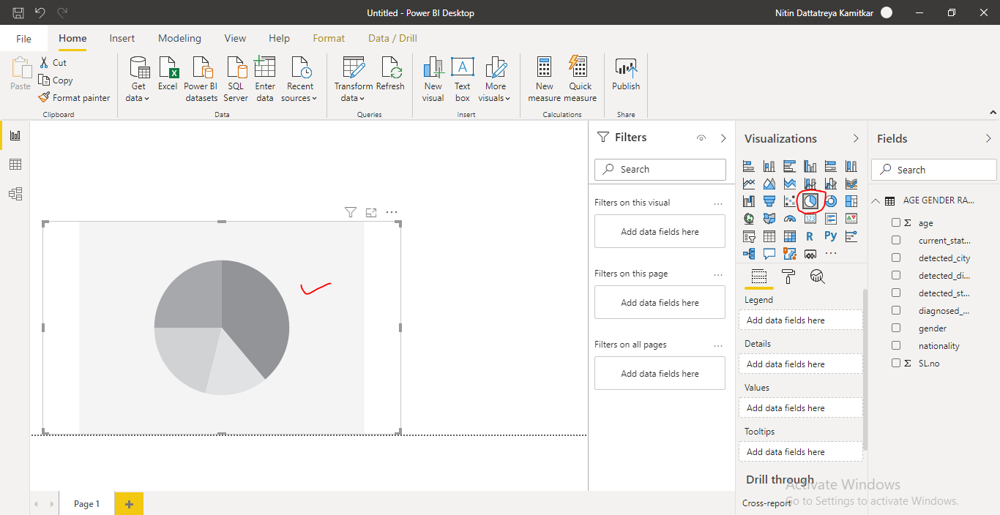 Untitled - Power BI Desktop
Nitin Dattatreya Kamitkar
File
Home
Insert
Modeling
View
Help
Format
Data / Drill
Paste
Cut
Copy
Format painter
Clipboard
Get
data
Excel
Power BI
datasets
SQL
Server
Enter
data
Recent
sources
Data
Transform
data
Refresh
Queries
New
visual
Text
box
More
visuals
Insert
New
measure
Quick
measure
Calculations
Publish
Share
Filters
Search
Filters on this visual
Add data fields here
Filters on this page
Add data fields here
Filters on all pages
Add data fields here
Visualizations
123
R
Py
Legend
Add data fields here
Details
Add data fields here
Values
Add data fields here
Tooltips
Add data fields here
Drill through
Cross-report
Fields
Search
AGE GENDER RA...
Σ age
current_stat...
detected_city
detected_di...
detected_st...
diagnosed_...
gender
nationality
Σ SL.no
Activate Windows
Go to Settings to activate Windows.
Page 1